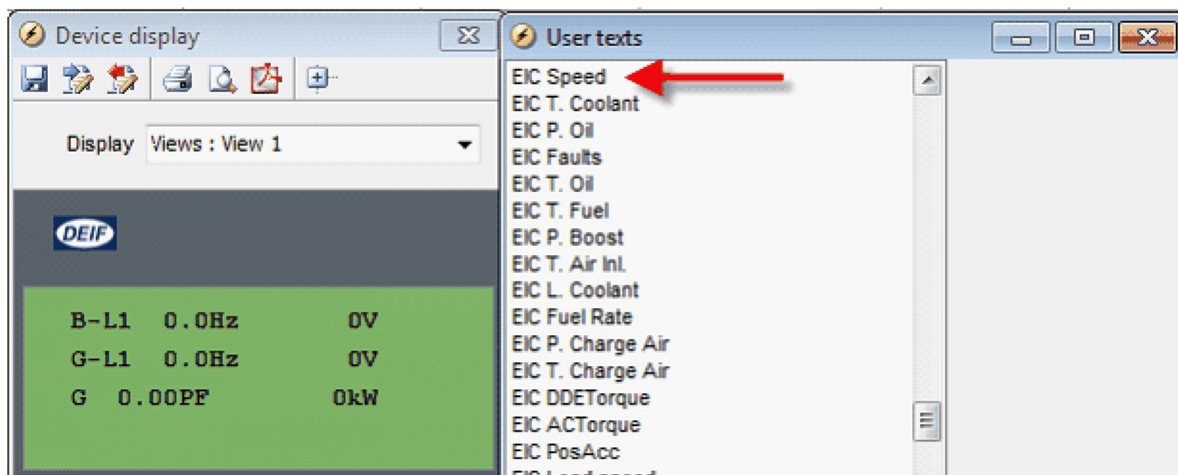 Device display
Display Views : View 1
DEIF
B-L1 0.0Hz 0V
G-L1 0.0Hz 0V
G 0.00PF 0kW
User texts
EIC Speed
EIC T. Coolant
EIC P. Oil
EIC Faults
EIC T. Oil
EIC T. Fuel
EIC P. Boost
EIC T. Air Inl.
EIC L. Coolant
EIC Fuel Rate
EIC P. Charge Air
EIC T. Charge Air
EIC DDETorque
EIC ACTorque
EIC PosAcc